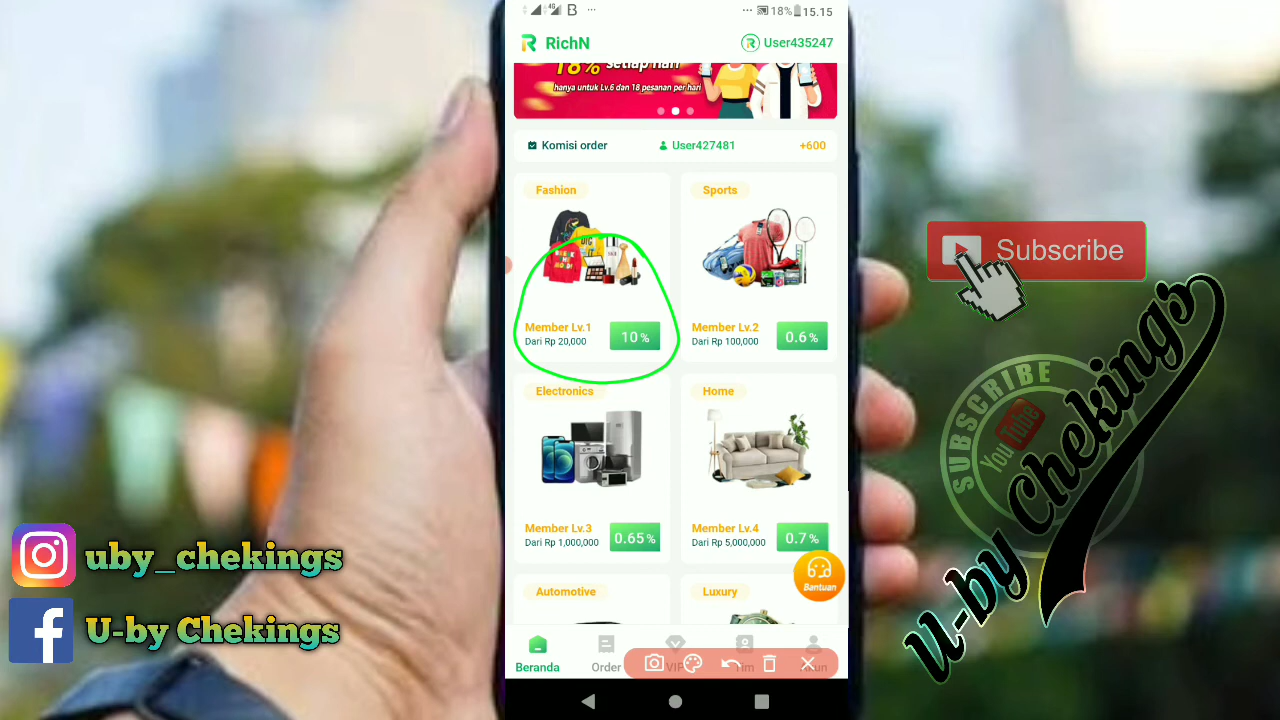 4G B ... ... 18% 15.15
RichN User435247
18% setiap hari
hanya untuk Lv.6 dan 18 pesanan per hari
Komisi order User427481 +600
Fashion Sports
Member Lv.1 10% Member Lv.2 0.6%
Dari Rp 20,000 Dari Rp 100,000
Electronics Home
Member Lv.3 0.65% Member Lv.4 0.7%
Dari Rp 1,000,000 Dari Rp 5,000,000
Bantuan
Automotive Luxury
Beranda Order VIP Tim Akun
Subscribe
SUBSCRIBE
YouTube
U-by Chekings
uby_chekings
U-by Chekings